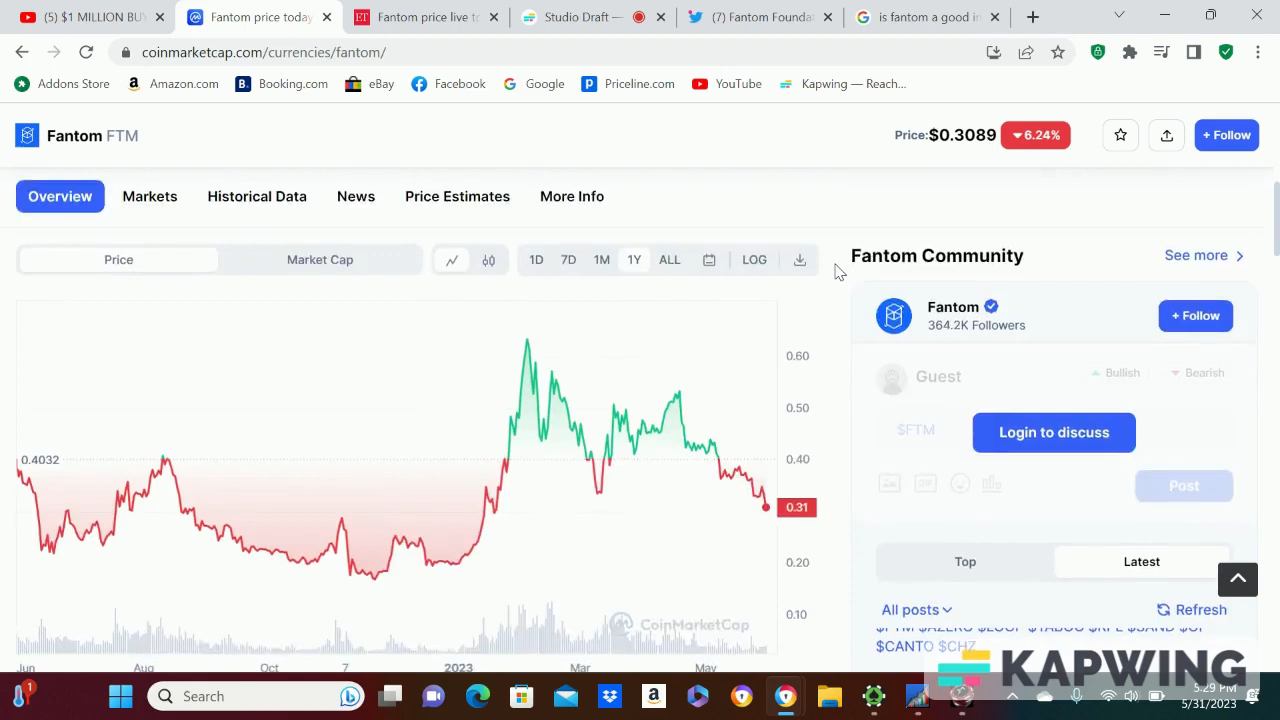 (5) $1 MILLION BUY
Fantom price today
Fantom price live to
Studio Draft —
(7) Fantom Founda
is fantom a good in
coinmarketcap.com/currencies/fantom/
Addons Store
Amazon.com
Booking.com
eBay
Facebook
Google
Priceline.com
YouTube
Kapwing — Reach...
Fantom FTM
Price:$0.3089 6.24%
+ Follow
Overview
Markets
Historical Data
News
Price Estimates
More Info
Price
Market Cap
1D 7D 1M 1Y ALL
LOG
Fantom Community
See more
Fantom
364.2K Followers
+ Follow
Guest
Bullish
Bearish
$FTM
Login to discuss
GIF
Post
Top
Latest
All posts
Refresh
$CANTO $CHZ
0.60
0.50
0.4032
0.40
0.31
0.20
0.10
CoinMarketCap
Jun Aug Oct 7 2023 Mar May
KAPWING
1
Search
5:29 PM
5/31/2023